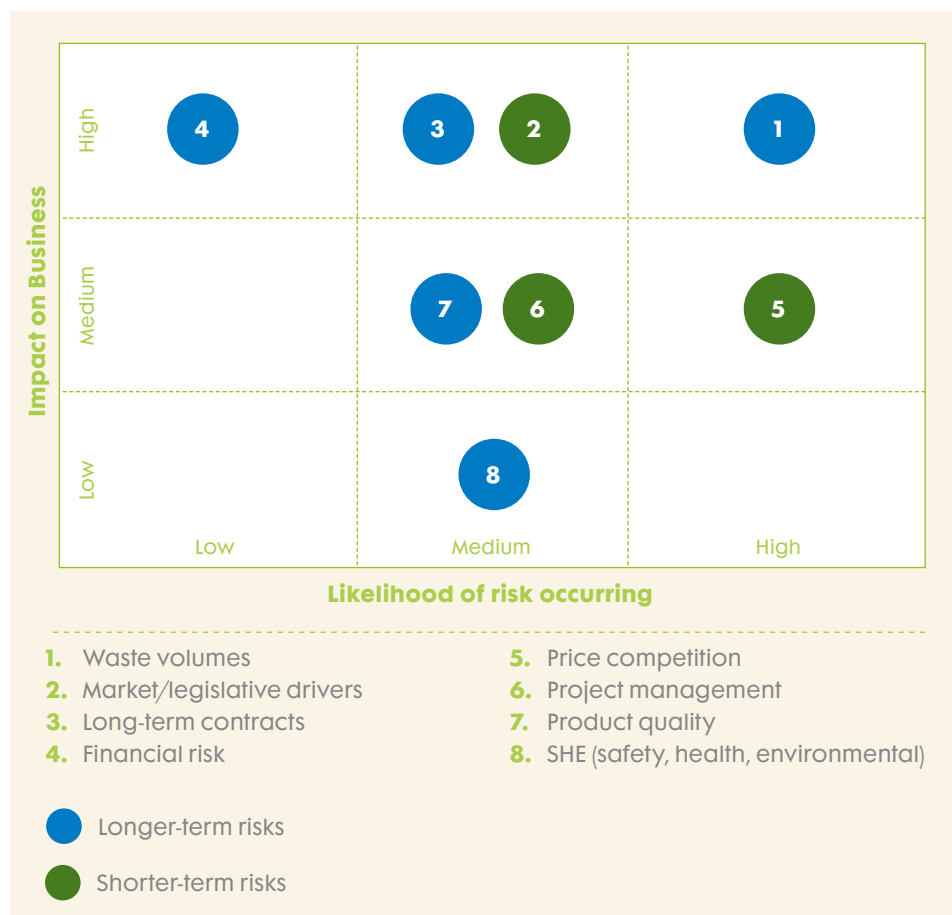 Impact on Business
High
4
3
2
1
Medium
7
6
5
Low
8
Low
Medium
High
Likelihood of risk occurring
1. Waste volumes
2. Market/legislative drivers
3. Long-term contracts
4. Financial risk
5. Price competition
6. Project management
7. Product quality
8. SHE (safety, health, environmental)
Longer-term risks
Shorter-term risks